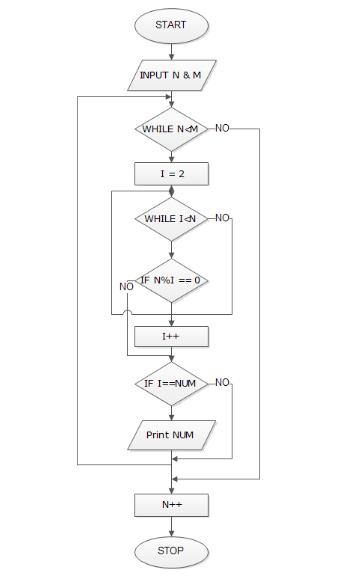 START
INPUT N & M
WHILE N<M
NO
I = 2
WHILE I<N
NO
IF N%I == 0
NO
I++
IF I==NUM
NO
Print NUM
N++
STOP